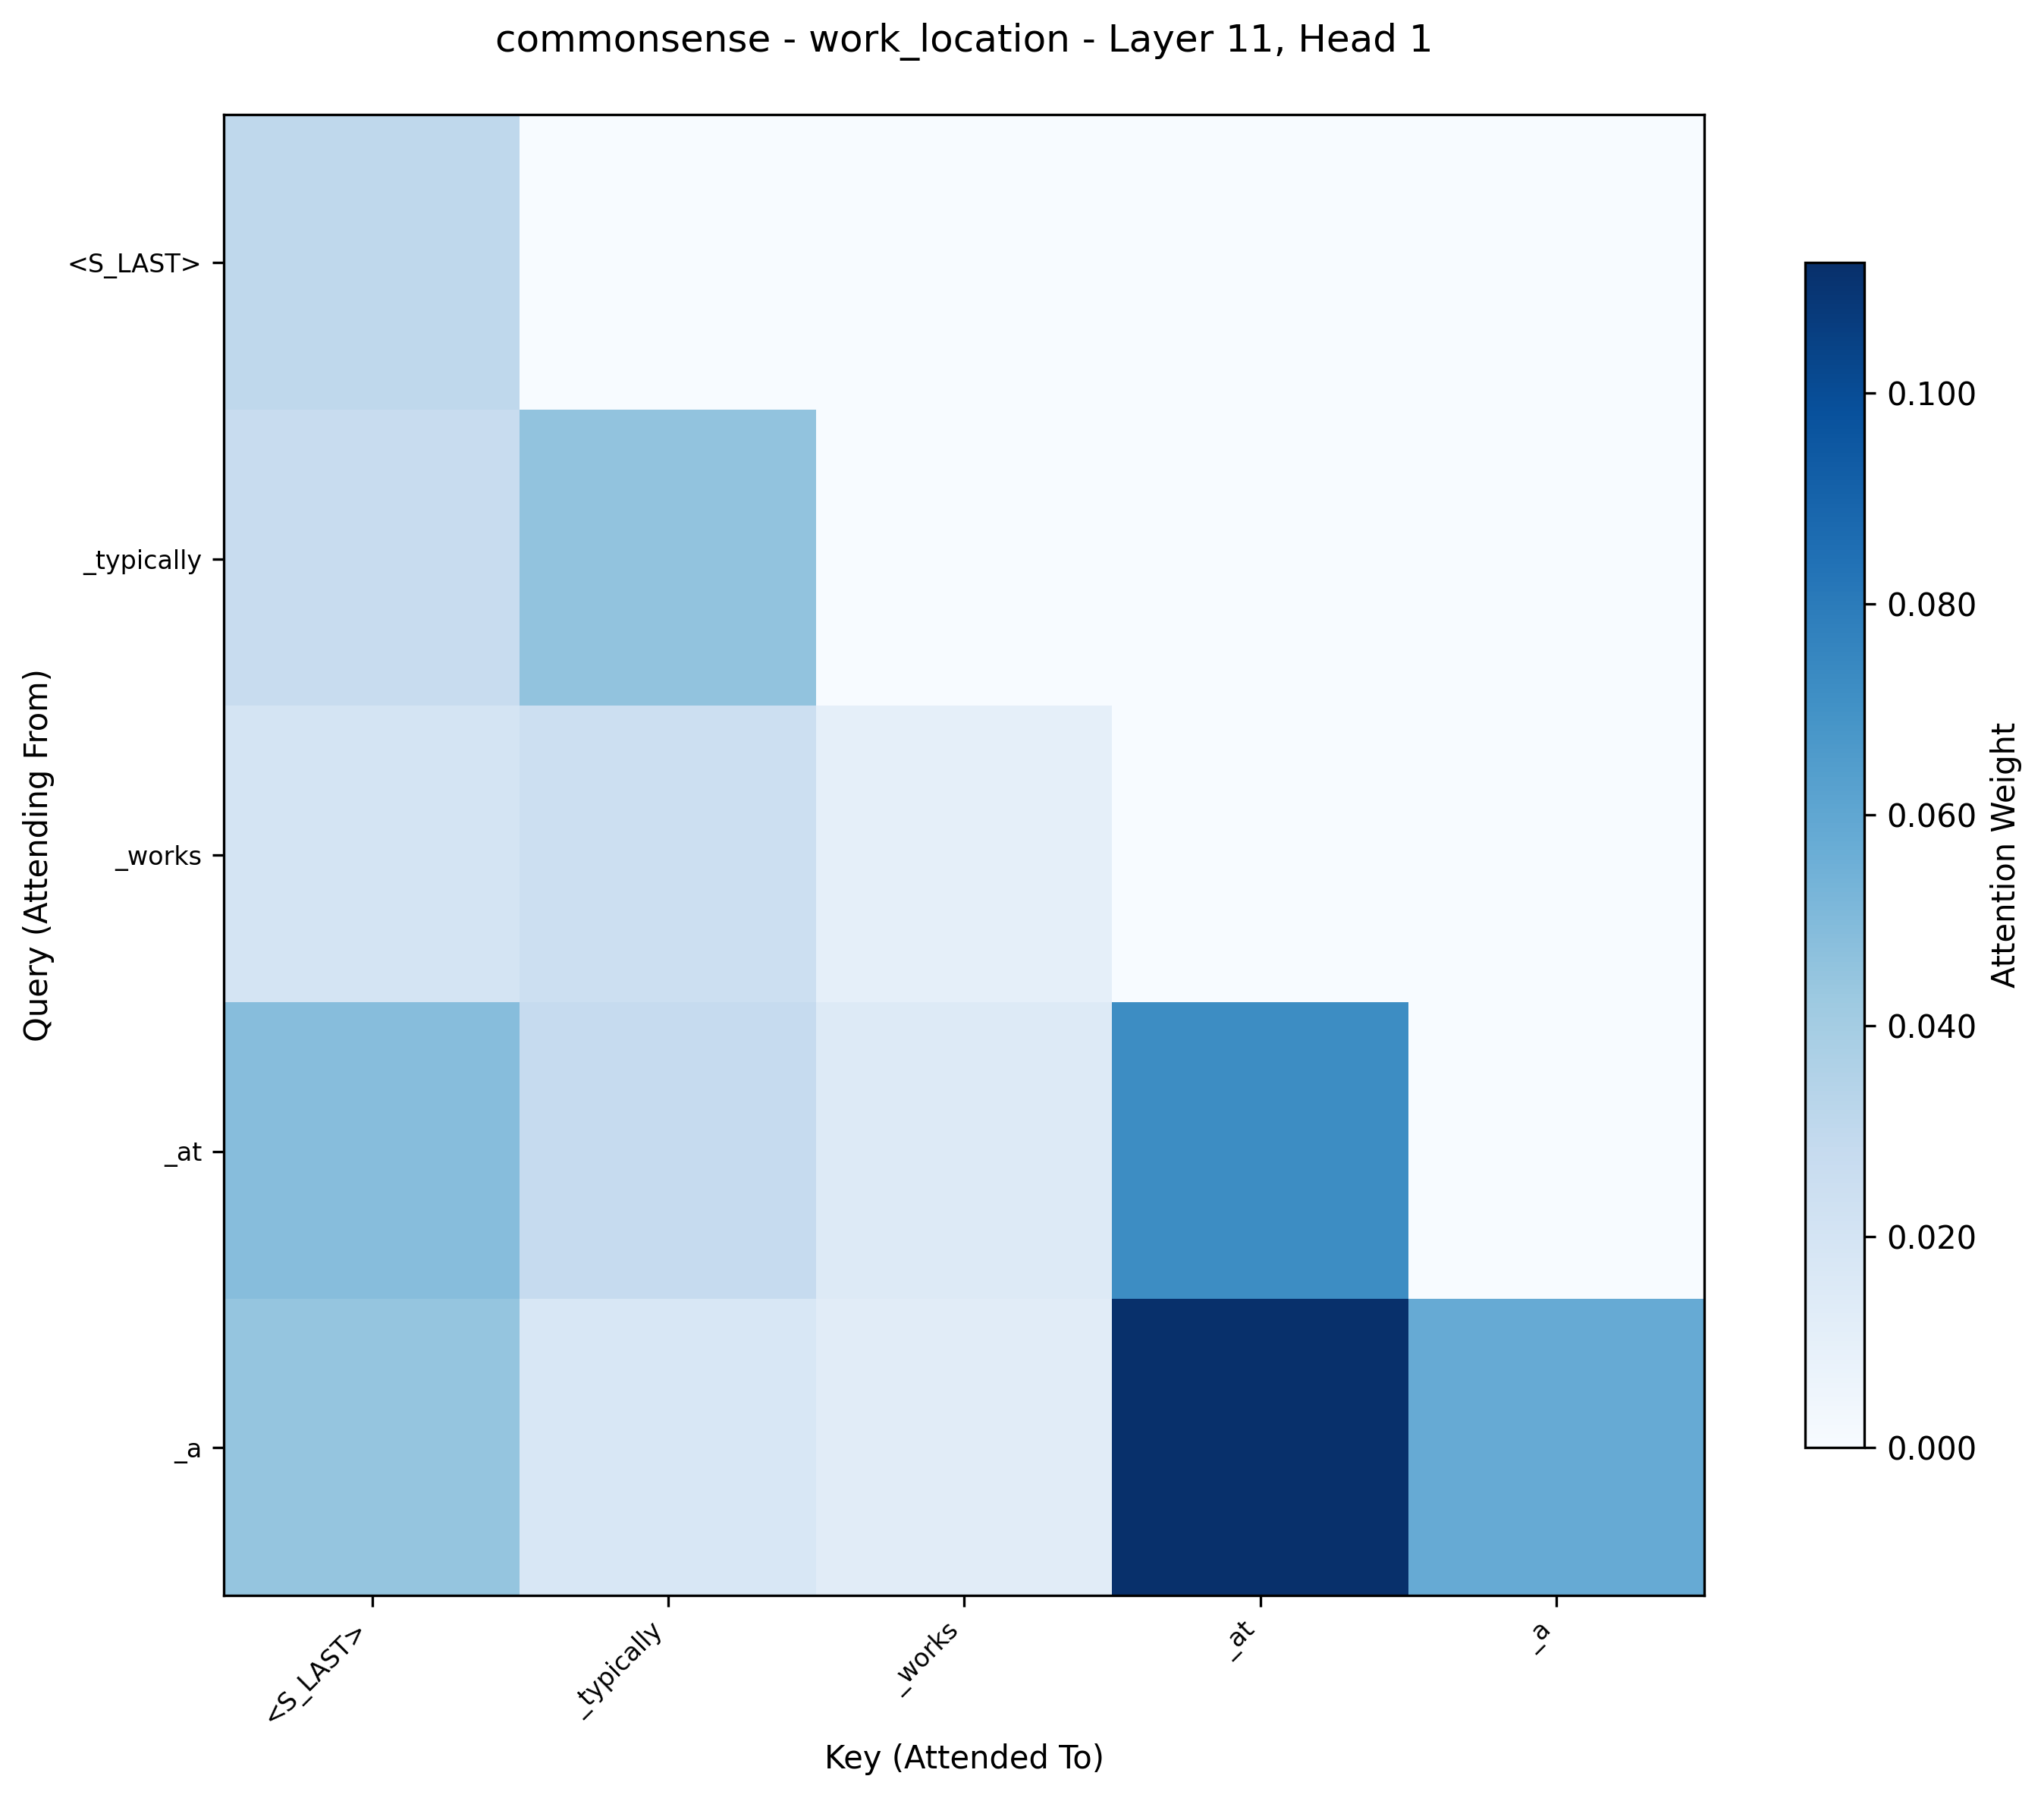 commonsense - work_location - Layer 11, Head 1
Query (Attending From)
<S_LAST>
_typically
_works
_at
_a
<S_LAST>
_typically
_works
_at
_a
Key (Attended To)
0.100
0.080
0.060
0.040
0.020
0.000
Attention Weight